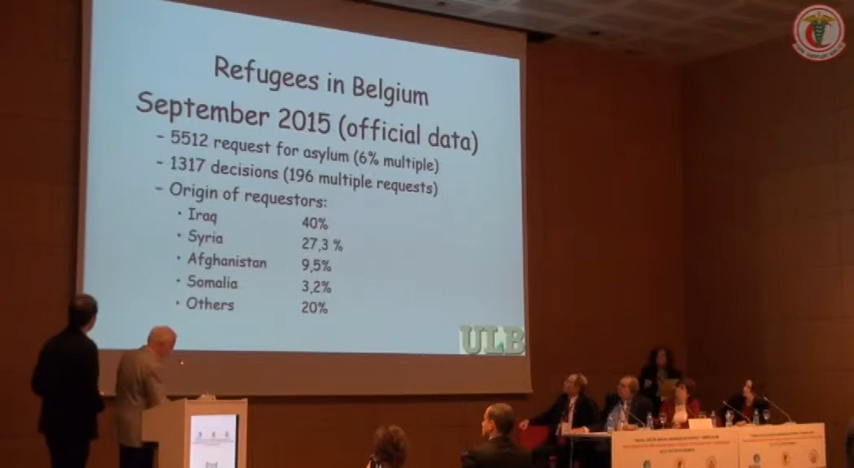 Refugees in Belgium
September 2015 (official data)
- 5512 request for asylum (6% multiple)
- 1317 decisions (196 multiple requests)
- Origin of requestors:
• Iraq 40%
• Syria 27,3 %
• Afghanistan 9,5%
• Somalia 3,2%
• Others 20%
ULB